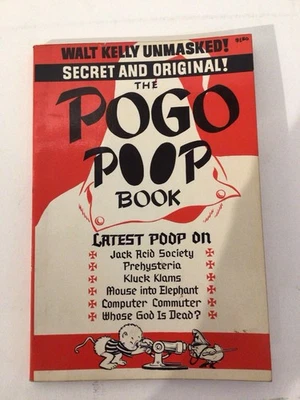 WALT KELLY UNMASKED!
SECRET AND ORIGINAL!
THE
POGO
POOP
BOOK
LATEST POOP ON
Jack Acid Society
Prehysteria
Kluck Klams
Mouse into Elephant
Computer Commuter
Whose God Is Dead?